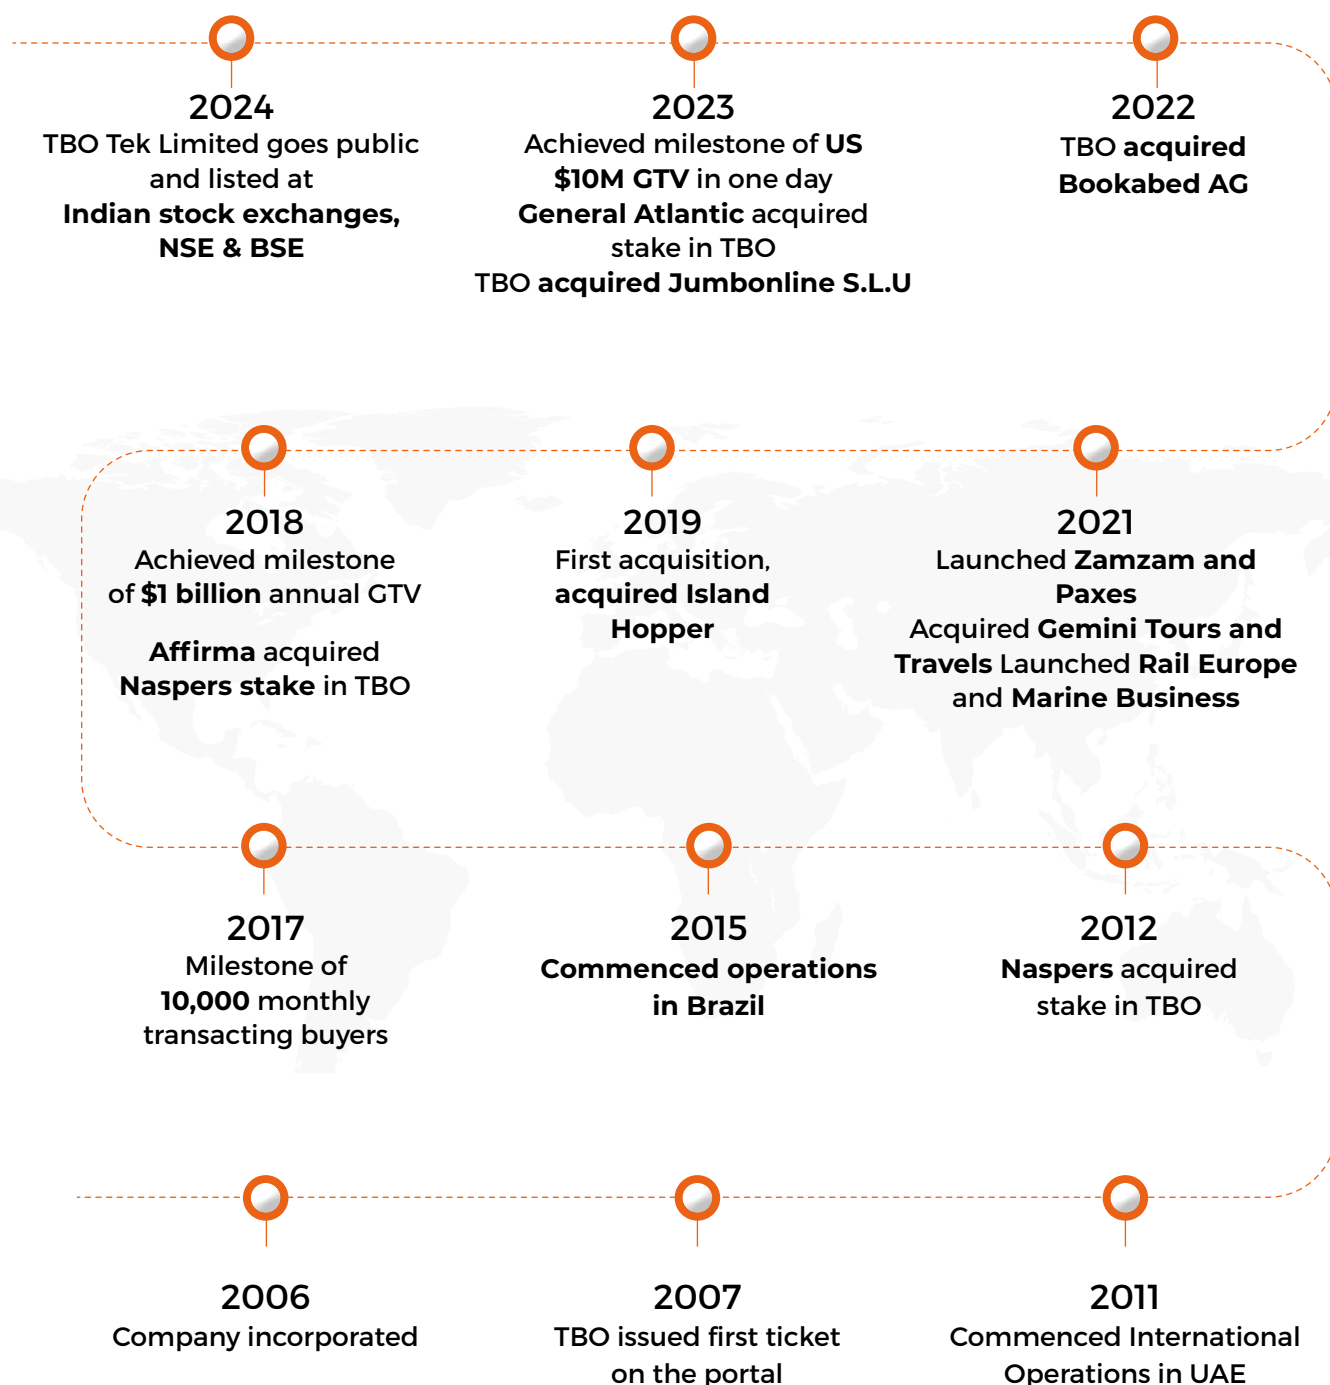 2024
TBO Tek Limited goes public
and listed at
Indian stock exchanges,
NSE & BSE
2023
Achieved milestone of US
$10M GTV in one day
General Atlantic acquired
stake in TBO
TBO acquired Jumbonline S.L.U
2022
TBO acquired
Bookabed AG
2018
Achieved milestone
of $1 billion annual GTV
Affirma acquired
Naspers stake in TBO
2019
First acquisition,
acquired Island
Hopper
2021
Launched Zamzam and
Paxes
Acquired Gemini Tours and
Travels Launched Rail Europe
and Marine Business
2017
Milestone of
10,000 monthly
transacting buyers
2015
Commenced operations
in Brazil
2012
Naspers acquired
stake in TBO
2006
Company incorporated
2007
TBO issued first ticket
on the portal
2011
Commenced International
Operations in UAE